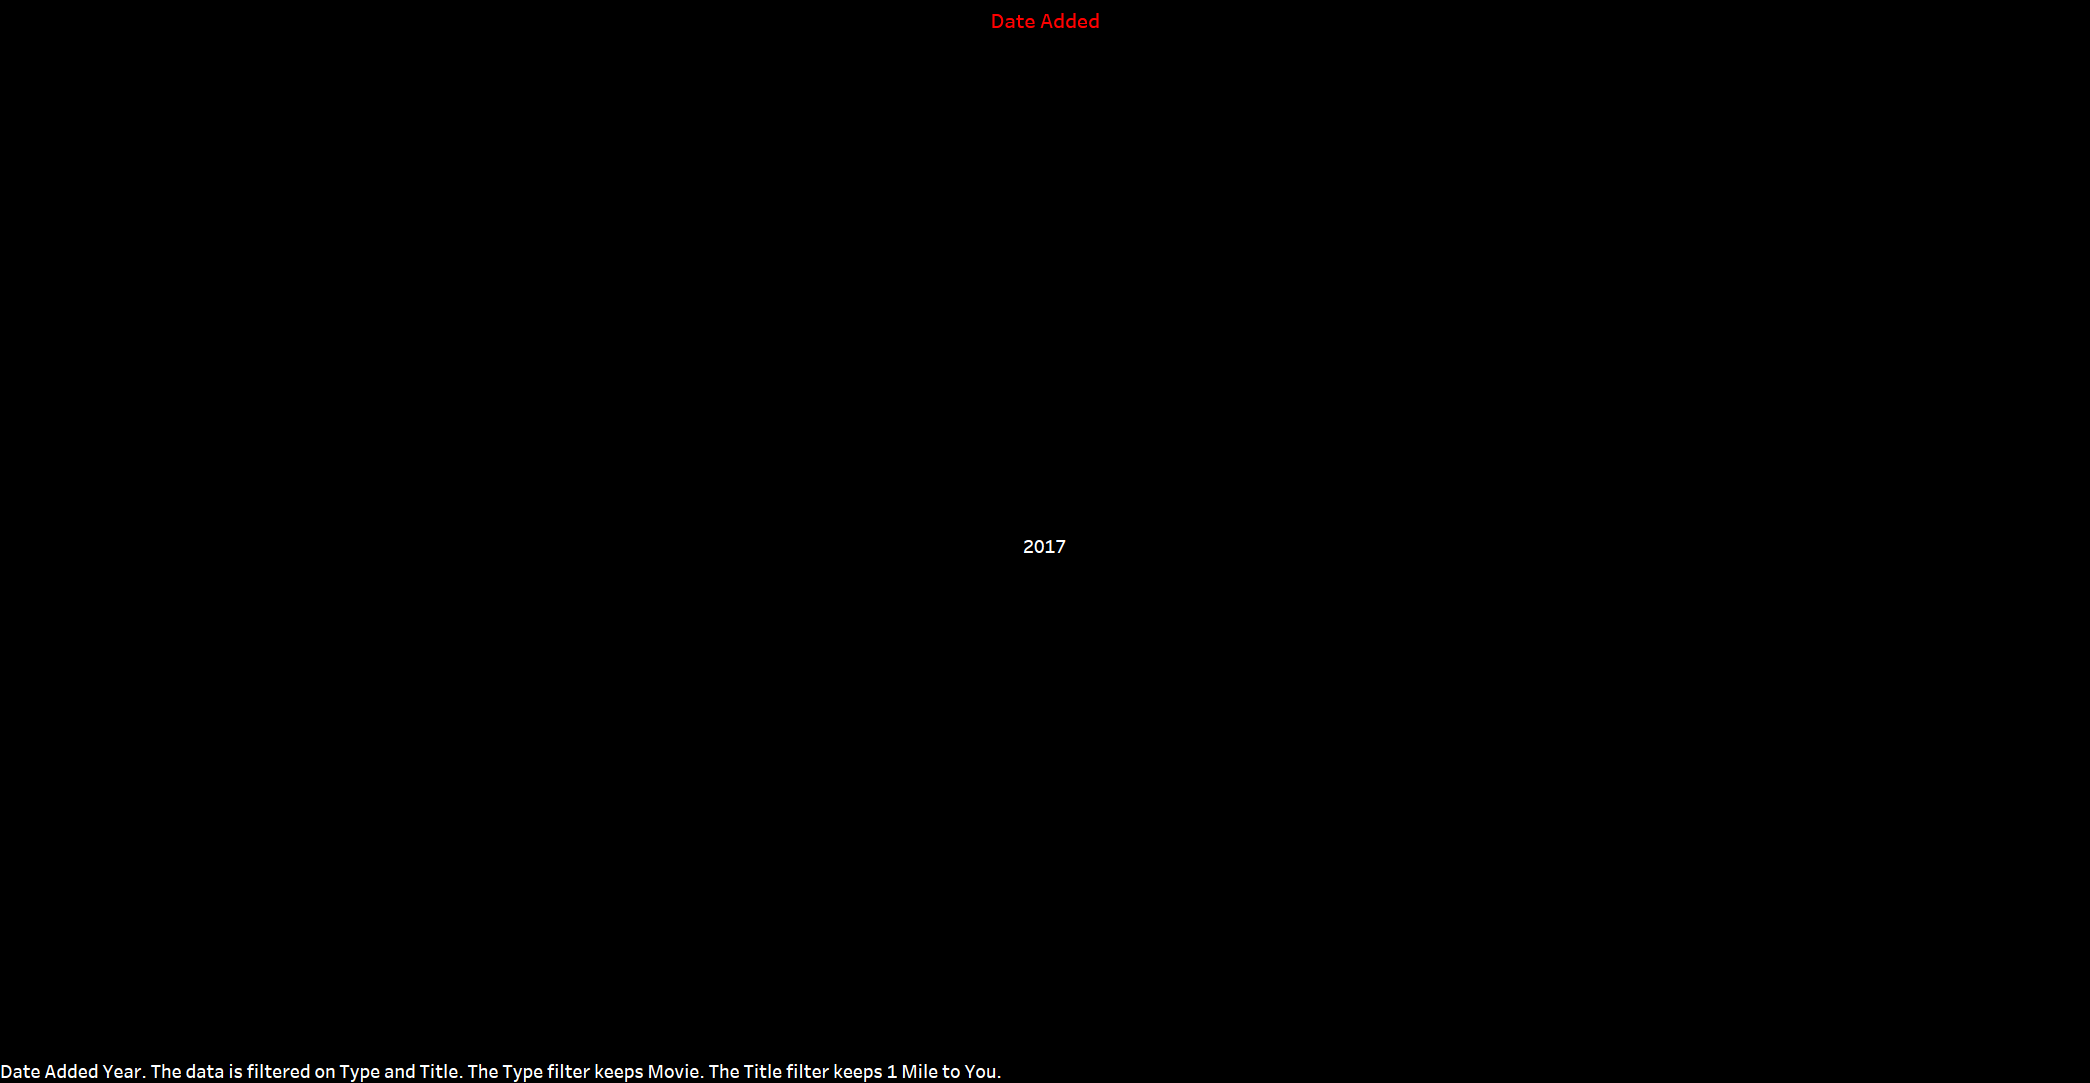 Date Added
2017
Date Added Year. The data is filtered on Type and Title. The Type filter keeps Movie. The Title filter keeps 1 Mile to You.